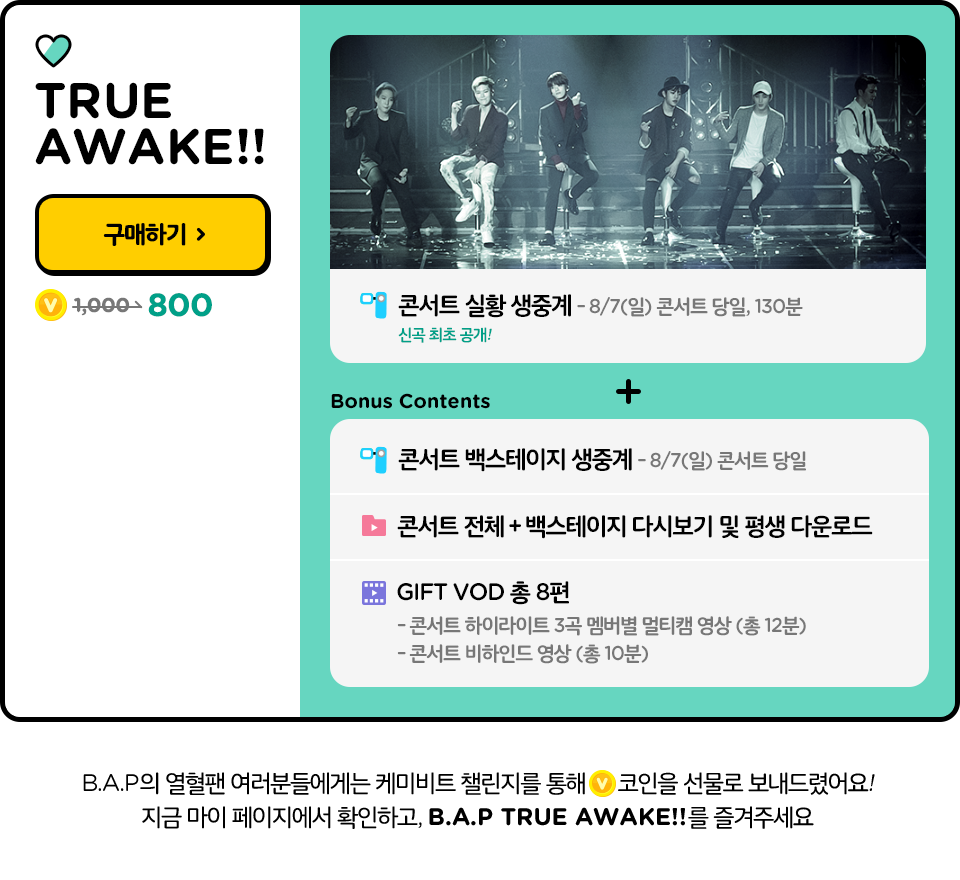 TRUE
AWAKE!!
구매하기 >
V 1,000 800
콘서트 실황 생중계 - 8/7(일) 콘서트 당일, 130분
신곡 최초 공개!
+
Bonus Contents
콘서트 백스테이지 생중계 - 8/7(일) 콘서트 당일
콘서트 전체 + 백스테이지 다시보기 및 평생 다운로드
GIFT VOD 총 8편
- 콘서트 하이라이트 3곡 멤버별 멀티캠 영상 (총 12분)
- 콘서트 비하인드 영상 (총 10분)
B.A.P의 열혈팬 여러분들에게는 케미비트 챌린지를 통해 V 코인을 선물로 보내드렸어요!
지금 마이 페이지에서 확인하고, B.A.P TRUE AWAKE!!를 즐겨주세요